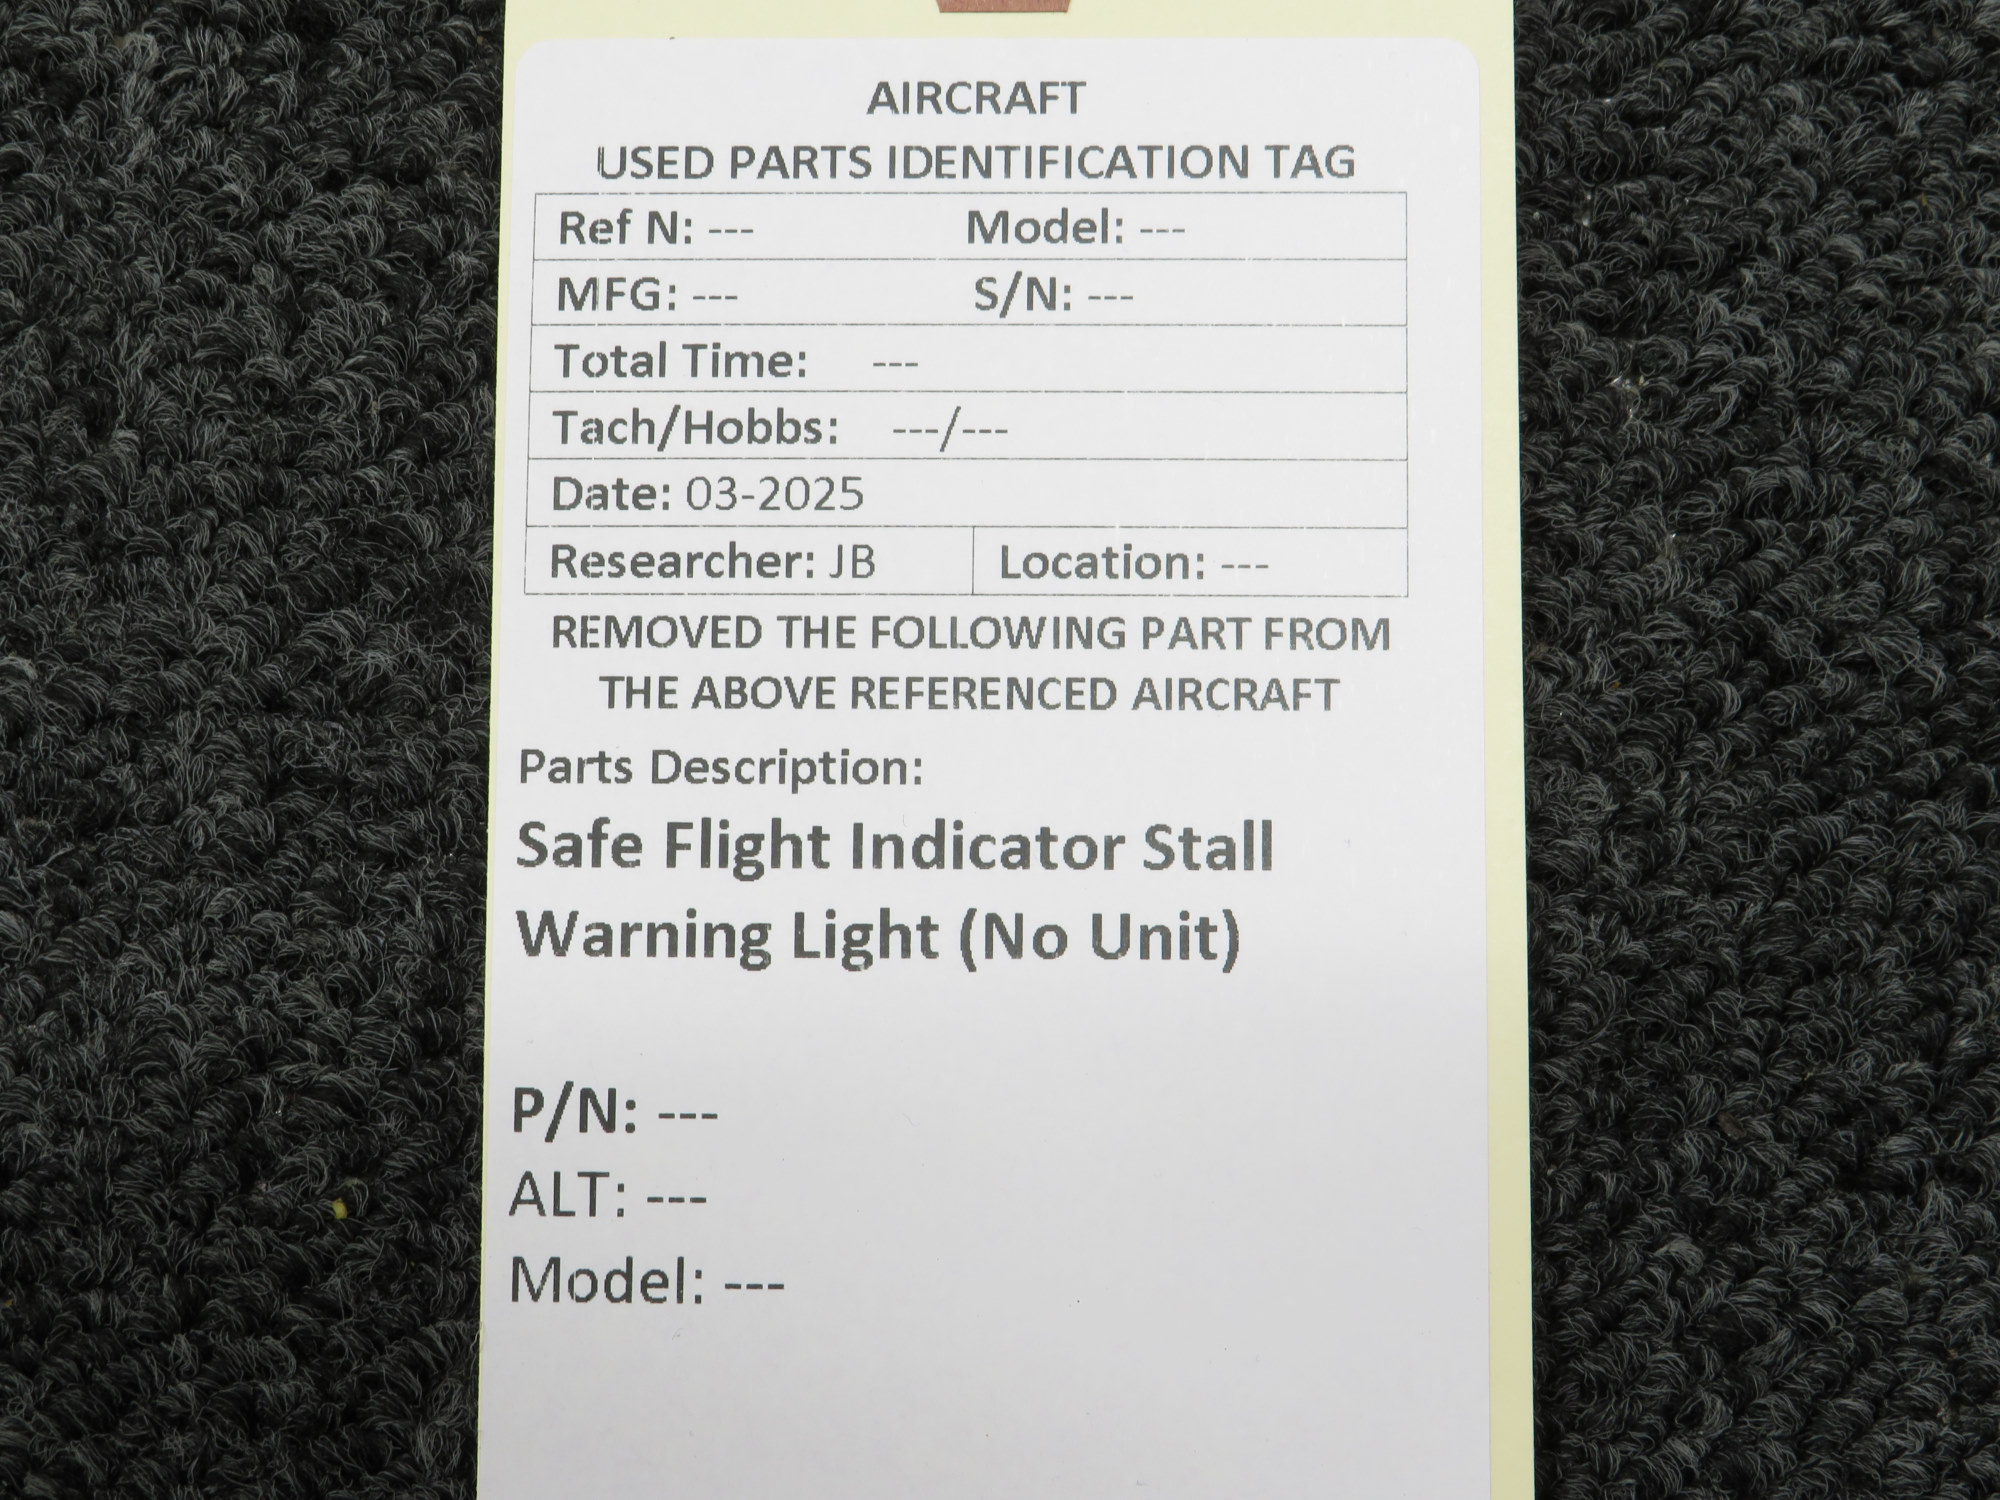 AIRCRAFT
USED PARTS IDENTIFICATION TAG
Ref N: --- Model: ---
MFG: --- S/N: ---
Total Time: ---
Tach/Hobbs: ---/---
Date: 03-2025
Researcher: JB Location: ---
REMOVED THE FOLLOWING PART FROM
THE ABOVE REFERENCED AIRCRAFT
Parts Description:
Safe Flight Indicator Stall
Warning Light (No Unit)
P/N: ---
ALT: ---
Model: ---